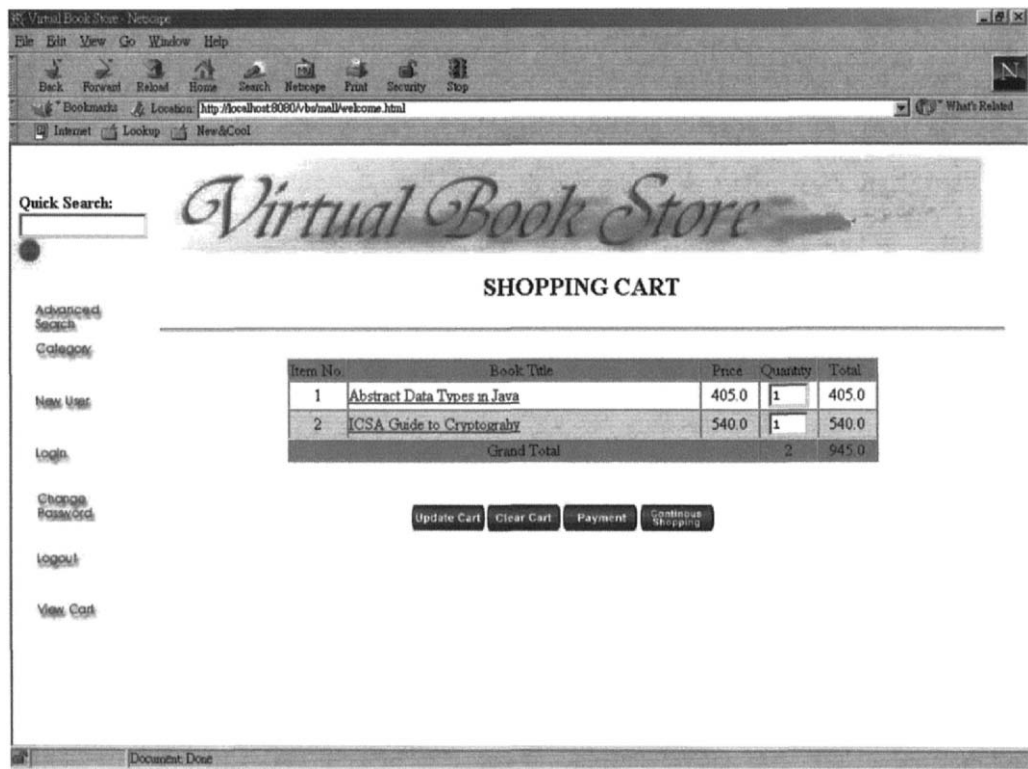 Virtual Book Store - Netscape
File Edit View Go Window Help
Back Forward Reload Home Search Netscape Print Security Stop
Bookmarks Location: http://localhost:8080/vbs/mall/welcome.html What's Related
Internet Lookup New&Cool
Quick Search:
Virtual Book Store
SHOPPING CART
Advanced
Search
Category
New User
Login
Change
Password
Logout
View Cart
Item No. Book Title Price Quantity Total
1 Abstract Data Types in Java 405.0 1 405.0
2 ICSA Guide to Cryptograhy 540.0 1 540.0
Grand Total 2 945.0
Update Cart Clear Cart Payment Continous
Shopping
Document: Done